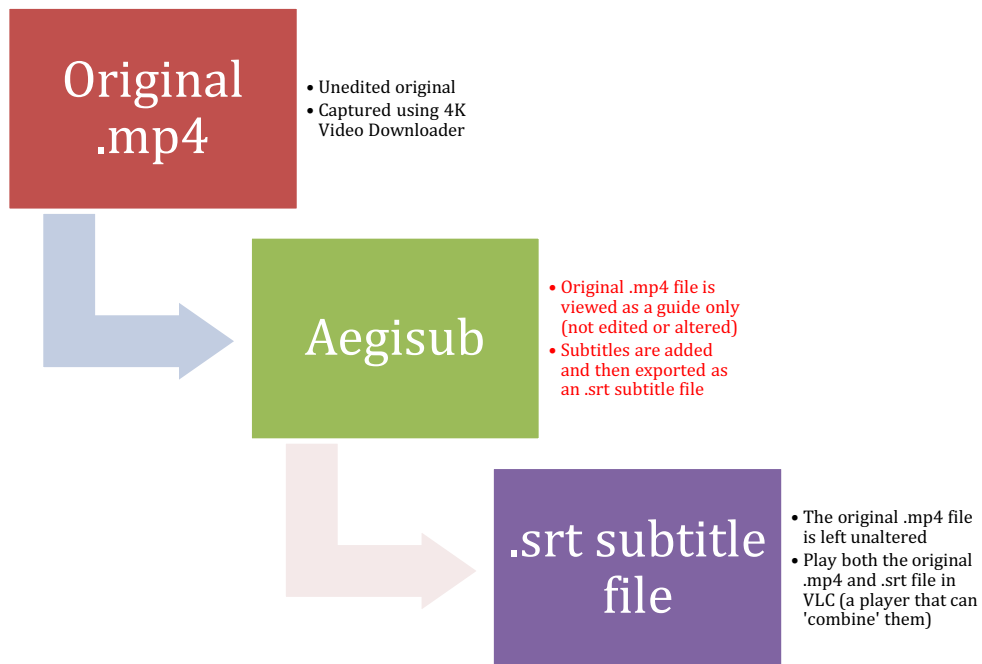 Original
.mp4
• Unedited original
• Captured using 4K
Video Downloader
Aegisub
• Original .mp4 file is
viewed as a guide only
(not edited or altered)
• Subtitles are added
and then exported as
an .srt subtitle file
.srt subtitle
file
• The original .mp4 file
is left unaltered
• Play both the original
.mp4 and .srt file in
VLC (a player that can
'combine' them)